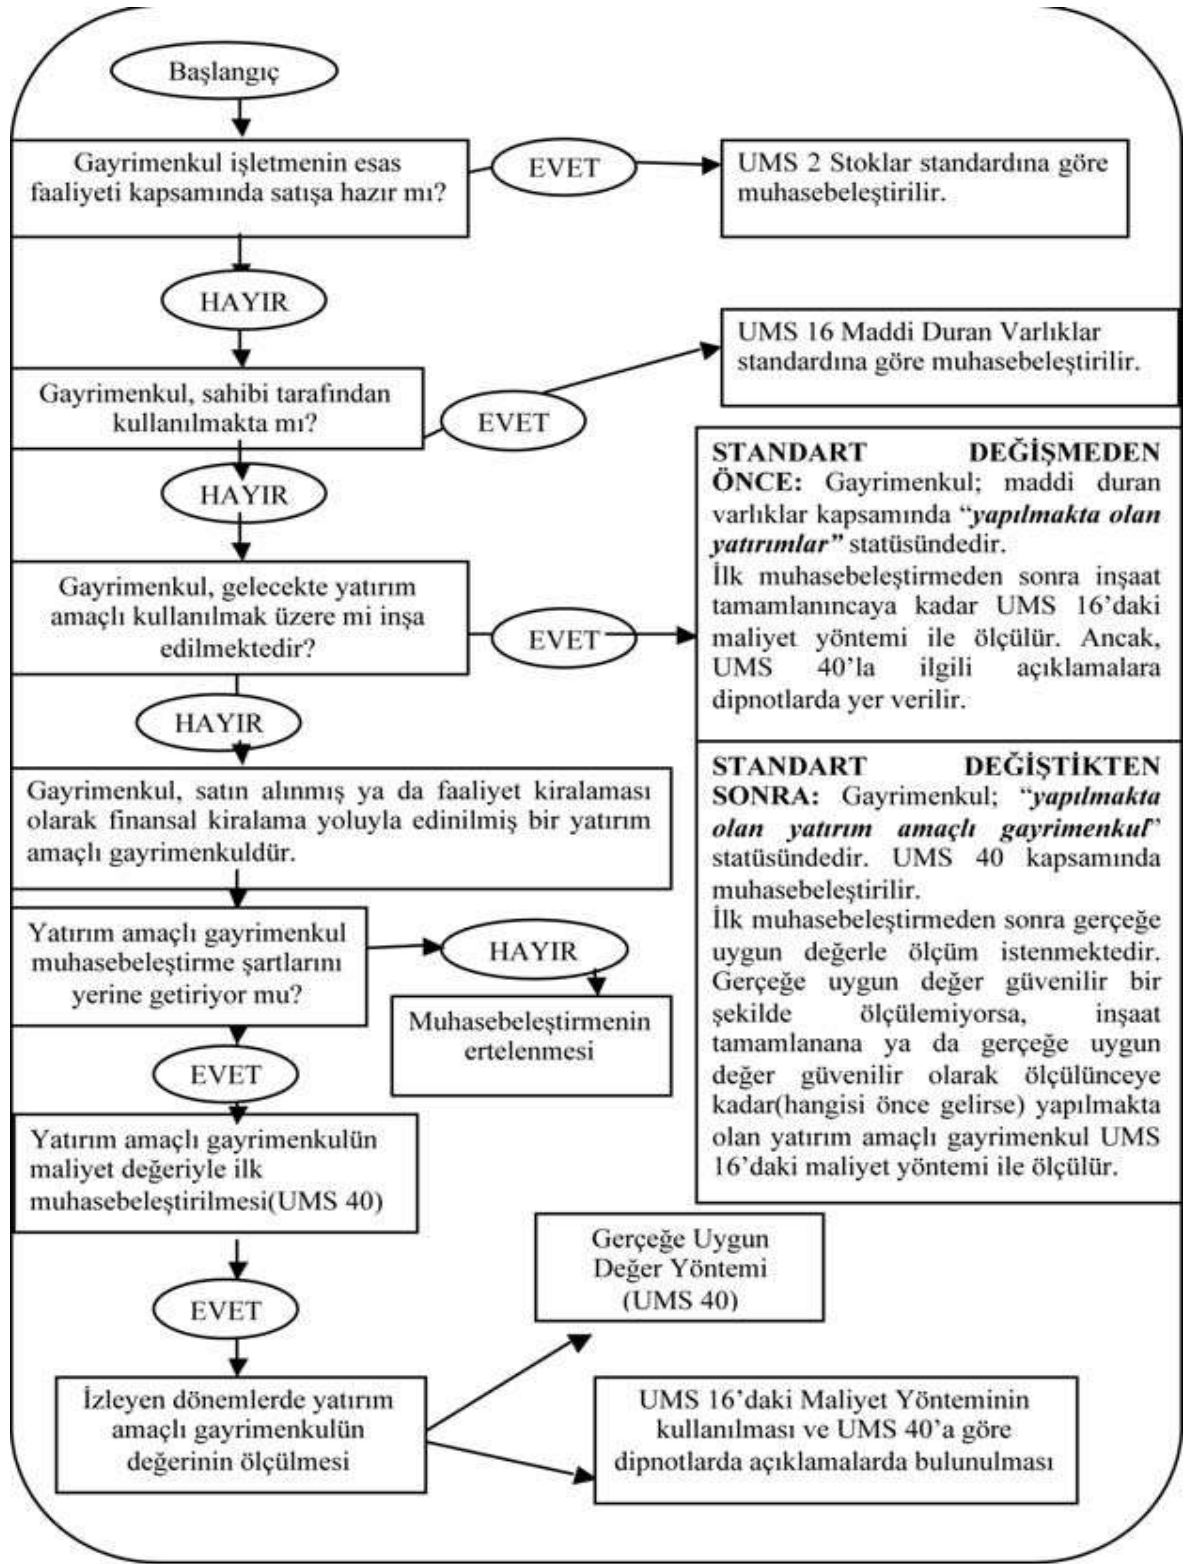 Başlangıç
Gayrimenkul işletmenin esas
faaliyeti kapsamında satışa hazır mı?
EVET
UMS 2 Stoklar standardına göre
muhasebeleştirilir.
HAYIR
Gayrimenkul, sahibi tarafından
kullanılmakta mı?
EVET
UMS 16 Maddi Duran Varlıklar
standardına göre muhasebeleştirilir.
HAYIR
Gayrimenkul, gelecekte yatırım
amaçlı kullanılmak üzere mi inşa
edilmektedir?
EVET
STANDART DEĞİŞMEDEN
ÖNCE: Gayrimenkul; maddi duran
varlıklar kapsamında “yapılmakta olan
yatırımlar” statüsündedir.
İlk muhasebeleştirmeden sonra inşaat
tamamlanıncaya kadar UMS 16’daki
maliyet yöntemi ile ölçülür. Ancak,
UMS 40’la ilgili açıklamalara
dipnotlarda yer verilir.
STANDART DEĞİŞTİKTEN
SONRA: Gayrimenkul; “yapılmakta
olan yatırım amaçlı gayrimenkul”
statüsündedir. UMS 40 kapsamında
muhasebeleştirilir.
İlk muhasebeleştirmeden sonra gerçeğe
uygun değerle ölçüm istenmektedir.
Gerçeğe uygun değer güvenilir bir
şekilde ölçülemiyorsa, inşaat
tamamlanana ya da gerçeğe uygun
değer güvenilir olarak ölçülünceye
kadar(hangisi önce gelirse) yapılmakta
olan yatırım amaçlı gayrimenkul UMS
16’daki maliyet yöntemi ile ölçülür.
HAYIR
Gayrimenkul, satın alınmış ya da faaliyet kiralaması
olarak finansal kiralama yoluyla edinilmiş bir yatırım
amaçlı gayrimenkuldür.
Yatırım amaçlı gayrimenkul
muhasebeleştirme şartlarını
yerine getiriyor mu?
HAYIR
Muhasebeleştirmenin
ertelenmesi
EVET
Yatırım amaçlı gayrimenkulün
maliyet değeriyle ilk
muhasebeleştirilmesi(UMS 40)
EVET
İzleyen dönemlerde yatırım
amaçlı gayrimenkulün
değerinin ölçülmesi
Gerçeğe Uygun
Değer Yöntemi
(UMS 40)
UMS 16’daki Maliyet Yönteminin
kullanılması ve UMS 40’a göre
dipnotlarda açıklamalarda bulunulması